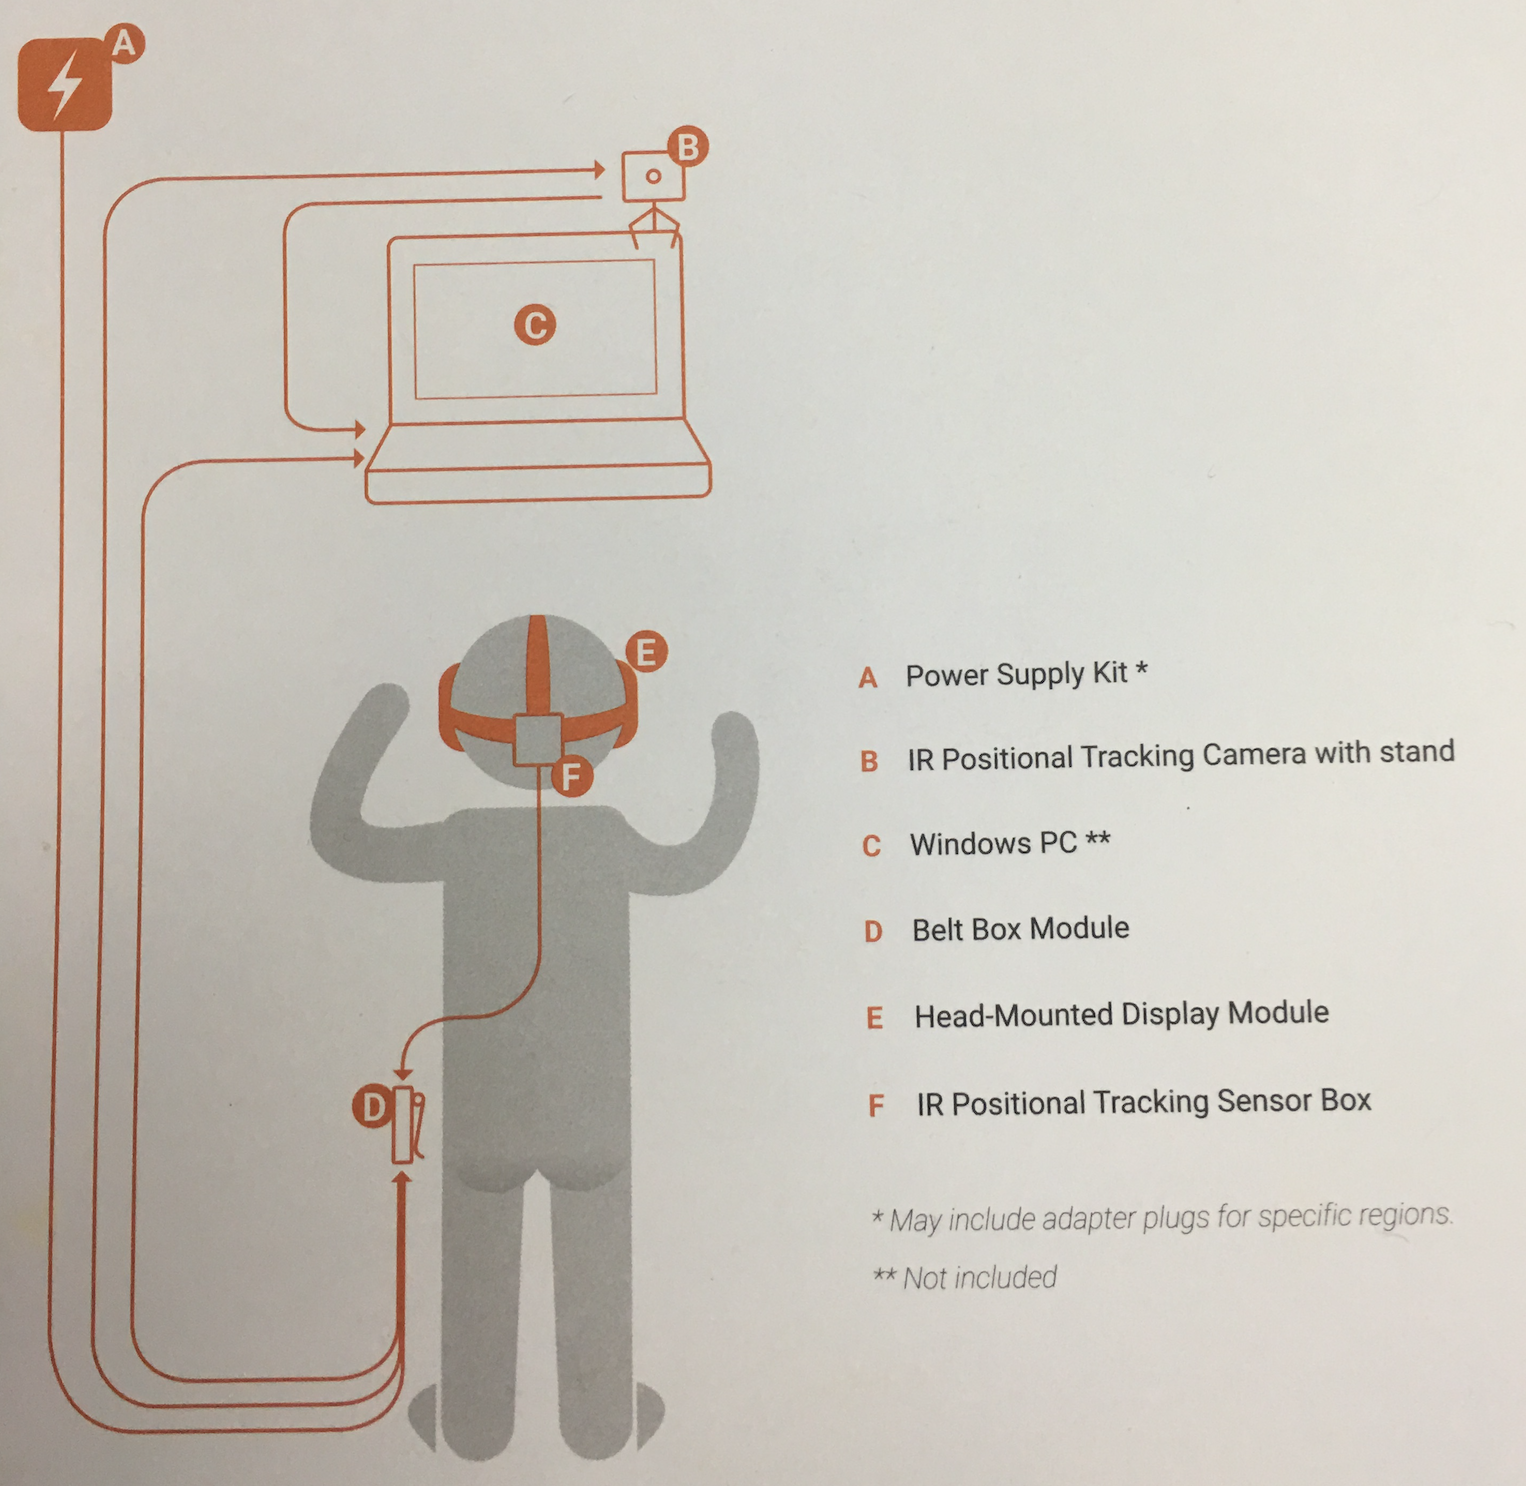 A
B
C
E
F
D
A Power Supply Kit *
B IR Positional Tracking Camera with stand
C Windows PC **
D Belt Box Module
E Head-Mounted Display Module
F IR Positional Tracking Sensor Box
* May include adapter plugs for specific regions.
** Not included